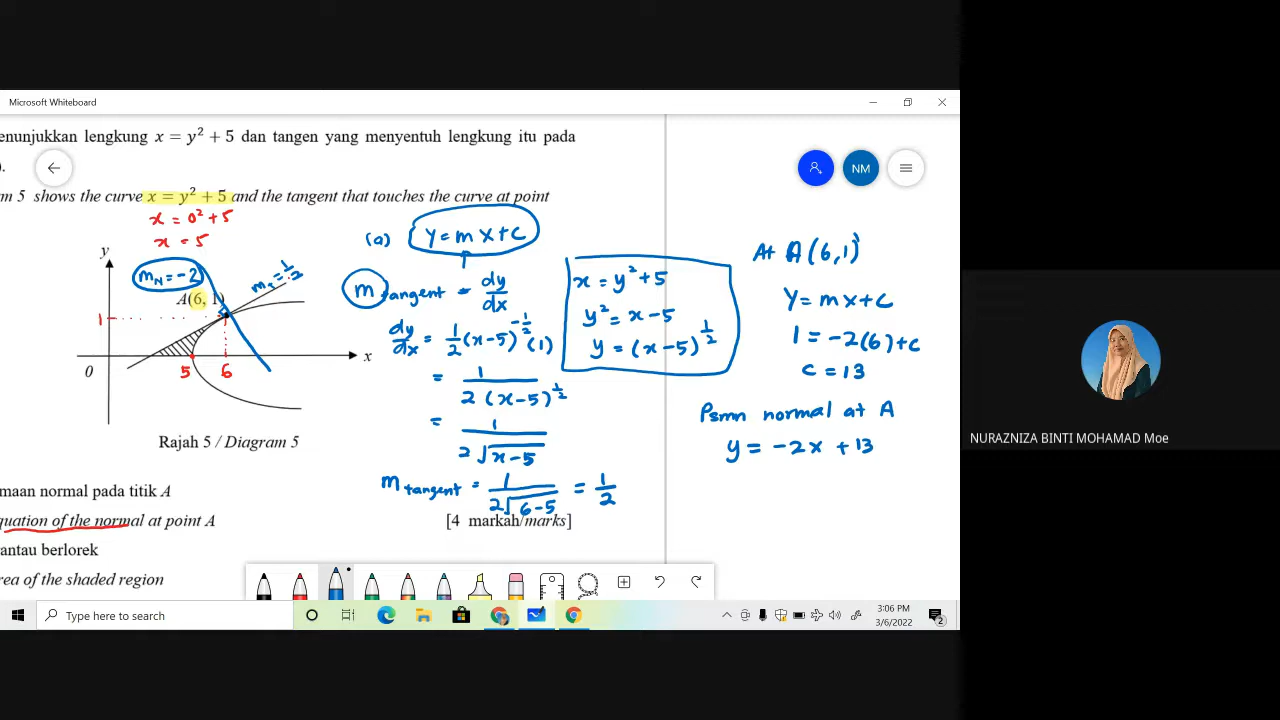 Microsoft Whiteboard
enunjukkan lengkung x = y² + 5 dan tangen yang menyentuh lengkung itu pada
).
NM
m 5 shows the curve x = y² + 5 and the tangent that touches the curve at point
x = 0² + 5
x = 5
y
m_N = -2
m_T = 1/2
A(6, 1)
1
0
5
6
x
Rajah 5 / Diagram 5
(a) y = mx + c
m tangent = dy/dx
dy/dx = 1/2 (x-5)^-1/2 (1)
= 1/2(x-5)^1/2
= 1/2√x-5
m tangent = 1/2√6-5 = 1/2
x = y² + 5
y² = x - 5
y = (x-5)^1/2
At A(6,1)
y = mx + c
1 = -2(6) + c
c = 13
Psmn normal at A
y = -2x + 13
maan normal pada titik A
quation of the normal at point A
[4 markah/marks]
antau berlorek
rea of the shaded region
Type here to search
3:06 PM
3/6/2022
2
NURAZNIZA BINTI MOHAMAD Moe